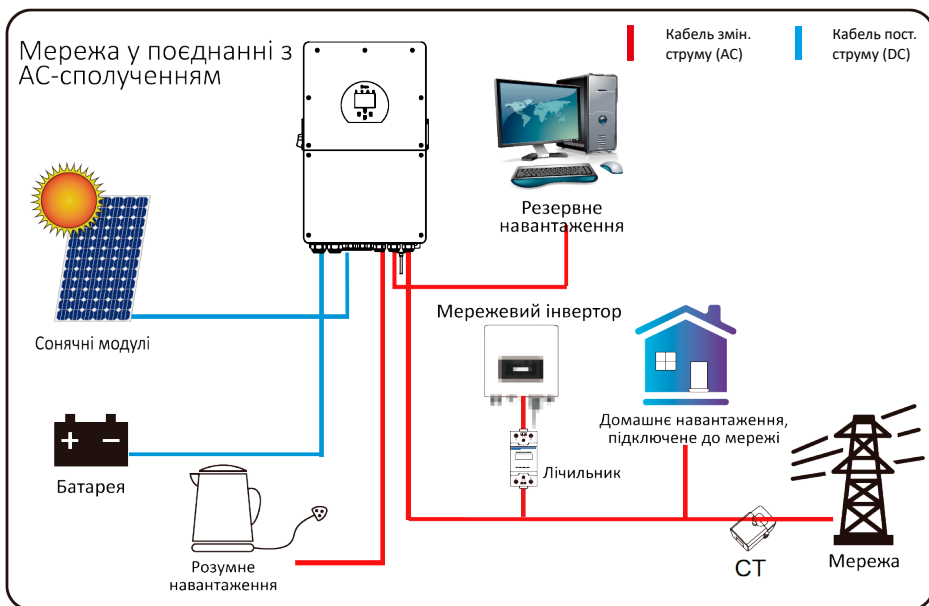 Мережа у поєднанні з
АС-сполученням
Кабель змін.
струму (AC)
Кабель пост.
струму (DC)
Резервне
навантаження
Сонячні модулі
Мережевий інвертор
Домашнє навантаження,
підключене до мережі
Лічильник
Батарея
Розумне
навантаження
CT
Мережа